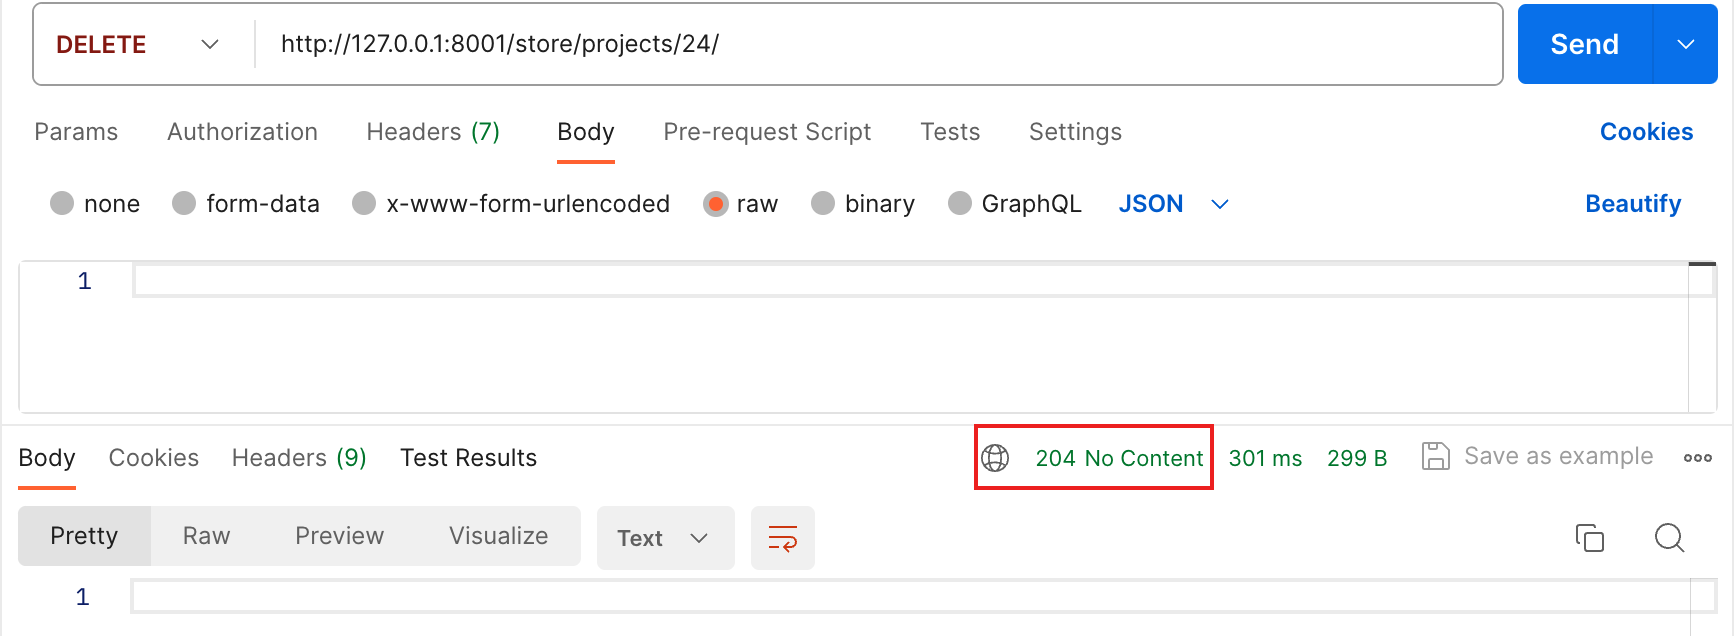 DELETE http://127.0.0.1:8001/store/projects/24/ Send
Params Authorization Headers (7) Body Pre-request Script Tests Settings Cookies
none form-data x-www-form-urlencoded raw binary GraphQL JSON Beautify
1
Body Cookies Headers (9) Test Results 204 No Content 301 ms 299 B Save as example
Pretty Raw Preview Visualize Text
1